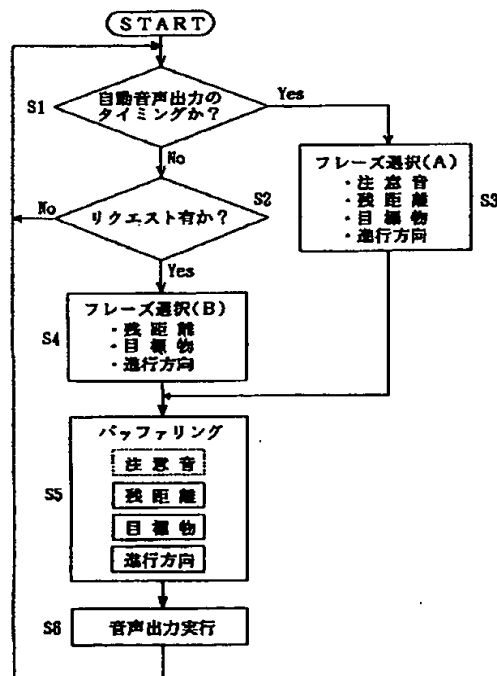 START
S1
自動音声出力の
タイミングか?
Yes
No
フレーズ選択(A)
・注意音
・残距離
・目標物
・進行方向
S3
No
リクエスト有か?
S2
Yes
フレーズ選択(B)
・残距離
・目標物
・進行方向
S4
バッファリング
注意音
残距離
目標物
進行方向
S5
S6
音声出力実行